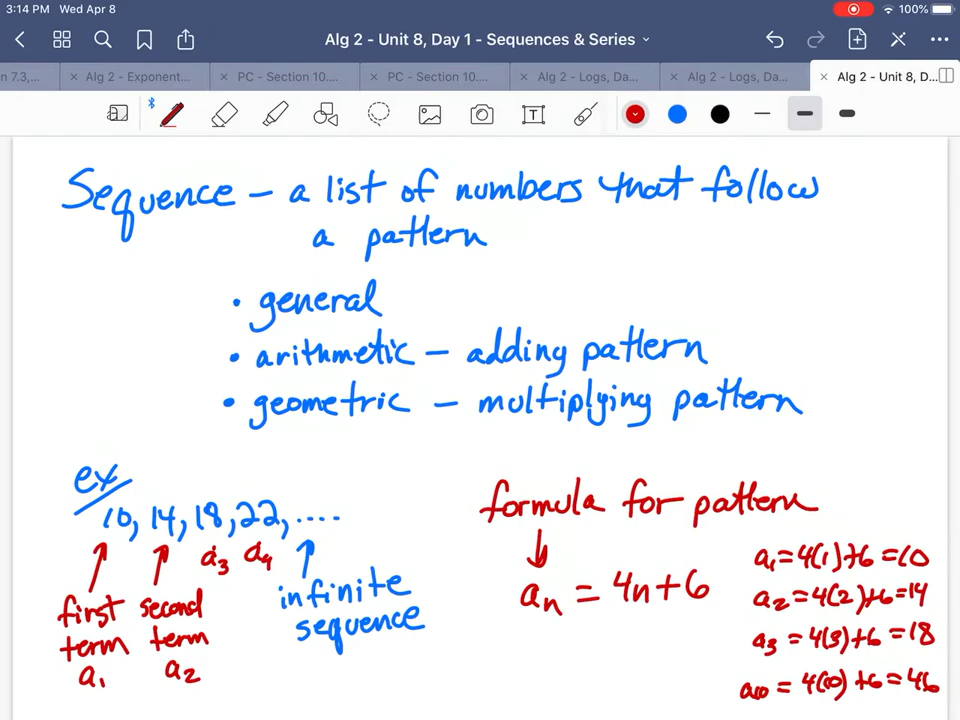 3:14 PM Wed Apr 8
100%
Alg 2 - Unit 8, Day 1 - Sequences & Series
n 7.3,...
Alg 2 - Exponent...
PC - Section 10....
PC - Section 10....
Alg 2 - Logs, Da...
Alg 2 - Logs, Da...
Alg 2 - Unit 8, D...
Sequence - a list of numbers that follow
a pattern
• general
• arithmetic - adding pattern
• geometric - multiplying pattern
ex
10, 14, 18, 22, ....
a₃ a₄
first term a₁
second term a₂
infinite sequence
formula for pattern
aₙ = 4n+6
a₁ = 4(1)+6 = 10
a₂ = 4(2)+6 = 14
a₃ = 4(3)+6 = 18
a₁₀ = 4(10)+6 = 46